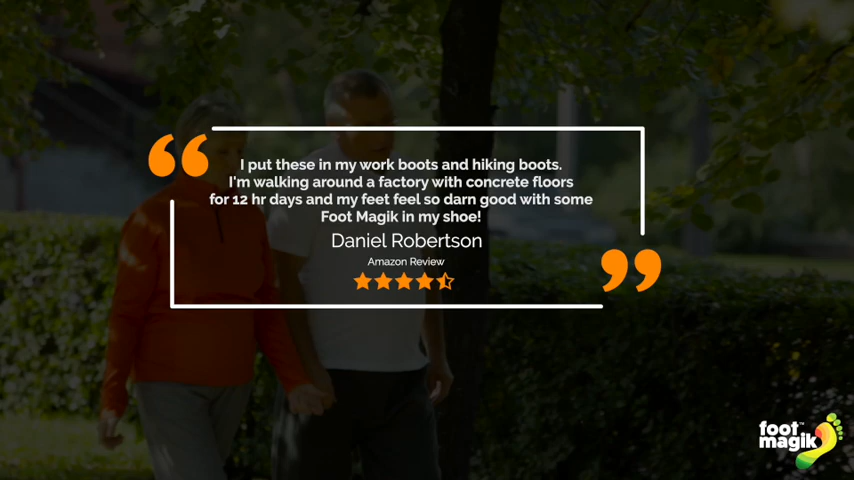 I put these in my work boots and hiking boots.
I'm walking around a factory with concrete floors
for 12 hr days and my feet feel so darn good with some
Foot Magik in my shoe!
Daniel Robertson
Amazon Review
foot
magik™